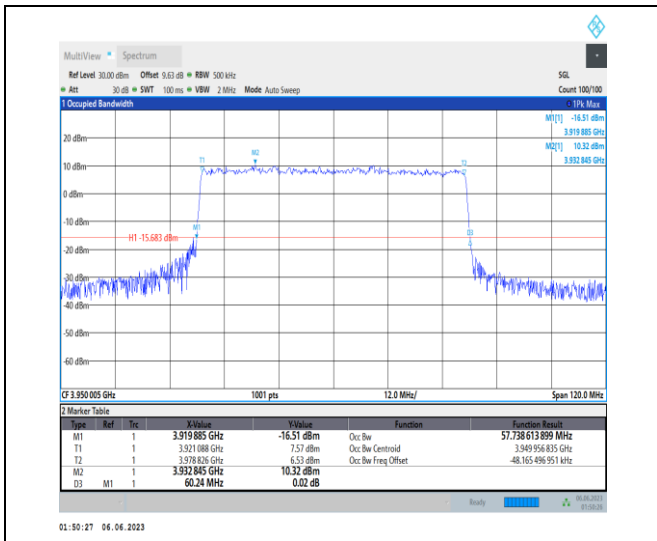 MultiView Spectrum
Ref Level 30.00 dBm Offset 9.63 dB RBW 500 kHz SGL
Att 30 dB SWT 100 ms VBW 2 MHz Mode Auto Sweep Count 100/100
1 Occupied Bandwidth 1Pk Max
M1[1] -16.51 dBm
3.919 885 GHz
M2[1] 10.32 dBm
3.932 845 GHz
20 dBm
M2
T1 T2
10 dBm
0 dBm
-10 dBm
M1
D3
H1 -15.683 dBm
-20 dBm
-30 dBm
-40 dBm
-50 dBm
-60 dBm
CF 3.950 005 GHz 1001 pts 12.0 MHz/ Span 120.0 MHz
2 Marker Table
Type Ref Trc X-Value Y-Value Function Function Result
M1 1 3.919 885 GHz -16.51 dBm Occ Bw 57.738 613 899 MHz
T1 1 3.921 088 GHz 7.57 dBm Occ Bw Centroid 3.949 956 835 GHz
T2 1 3.978 826 GHz 6.53 dBm Occ Bw Freq Offset -48.165 496 951 kHz
M2 1 3.932 845 GHz 10.32 dBm
D3 M1 1 60.24 MHz 0.02 dB
Ready 06.06.2023
01:50:26
01:50:27 06.06.2023